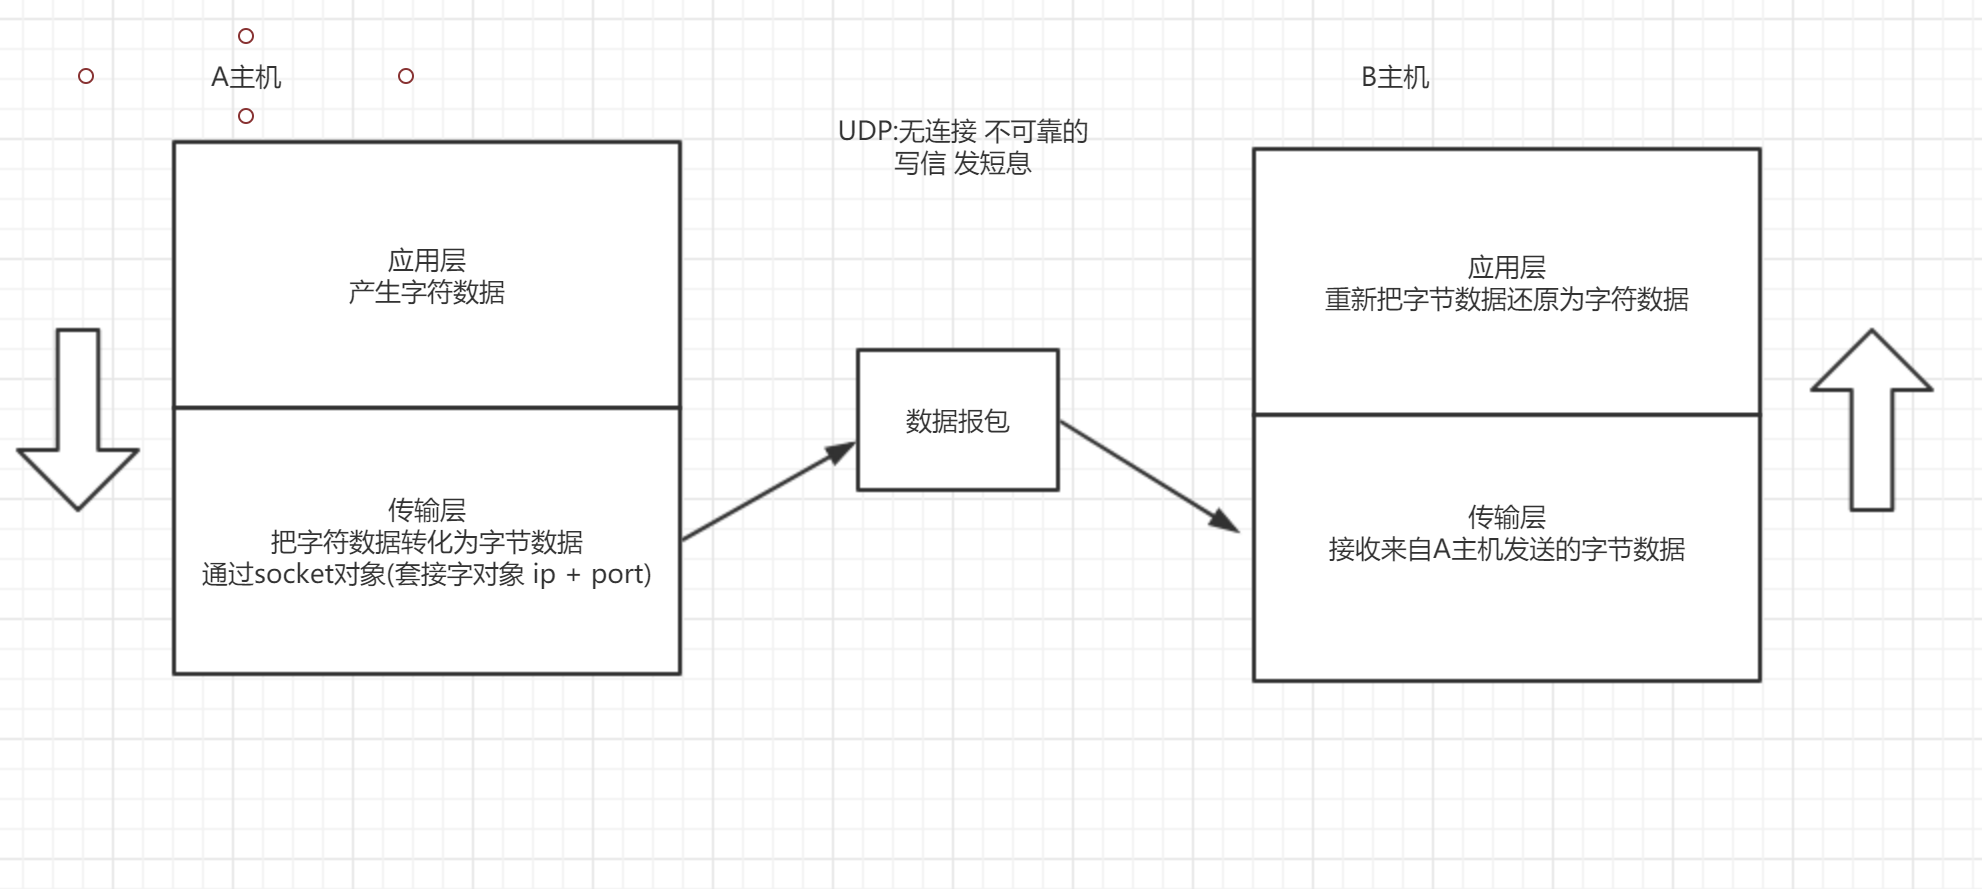 A主机
B主机
UDP:无连接 不可靠的
写信 发短息
应用层
产生字符数据
传输层
把字符数据转化为字节数据
通过socket对象(套接字对象 ip + port)
数据报包
应用层
重新把字节数据还原为字符数据
传输层
接收来自A主机发送的字节数据